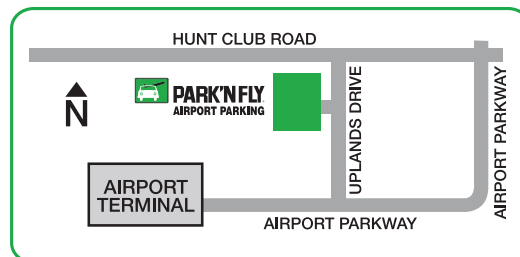 HUNT CLUB ROAD
PARK'N FLY
AIRPORT PARKING
N
UPLANDS DRIVE
AIRPORT PARKWAY
AIRPORT
TERMINAL
AIRPORT PARKWAY